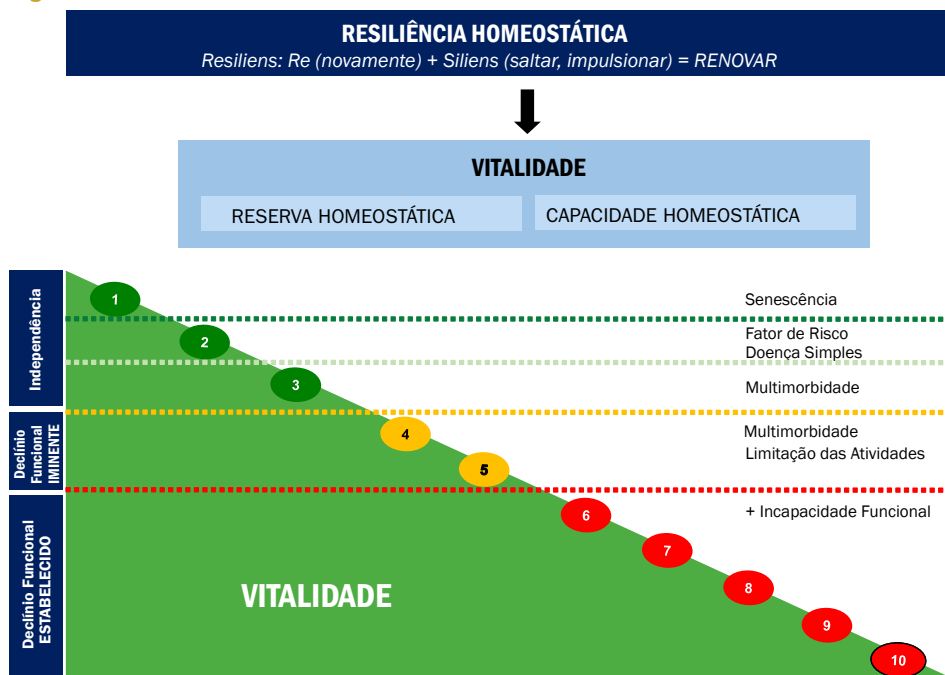 RESILIÊNCIA HOMEOSTÁTICA
Resiliens: Re (novamente) + Siliens (saltar, impulsionar) = RENOVAR
VITALIDADE
RESERVA HOMEOSTÁTICA
CAPACIDADE HOMEOSTÁTICA
Independência
1
Senescência
2
Fator de Risco
Doença Simples
3
Multimorbidade
Declínio
Funcional
IMINENTE
4
Multimorbidade
Limitação das Atividades
5
Declínio Funcional
ESTABELECIDO
6
+ Incapacidade Funcional
7
8
VITALIDADE
9
10